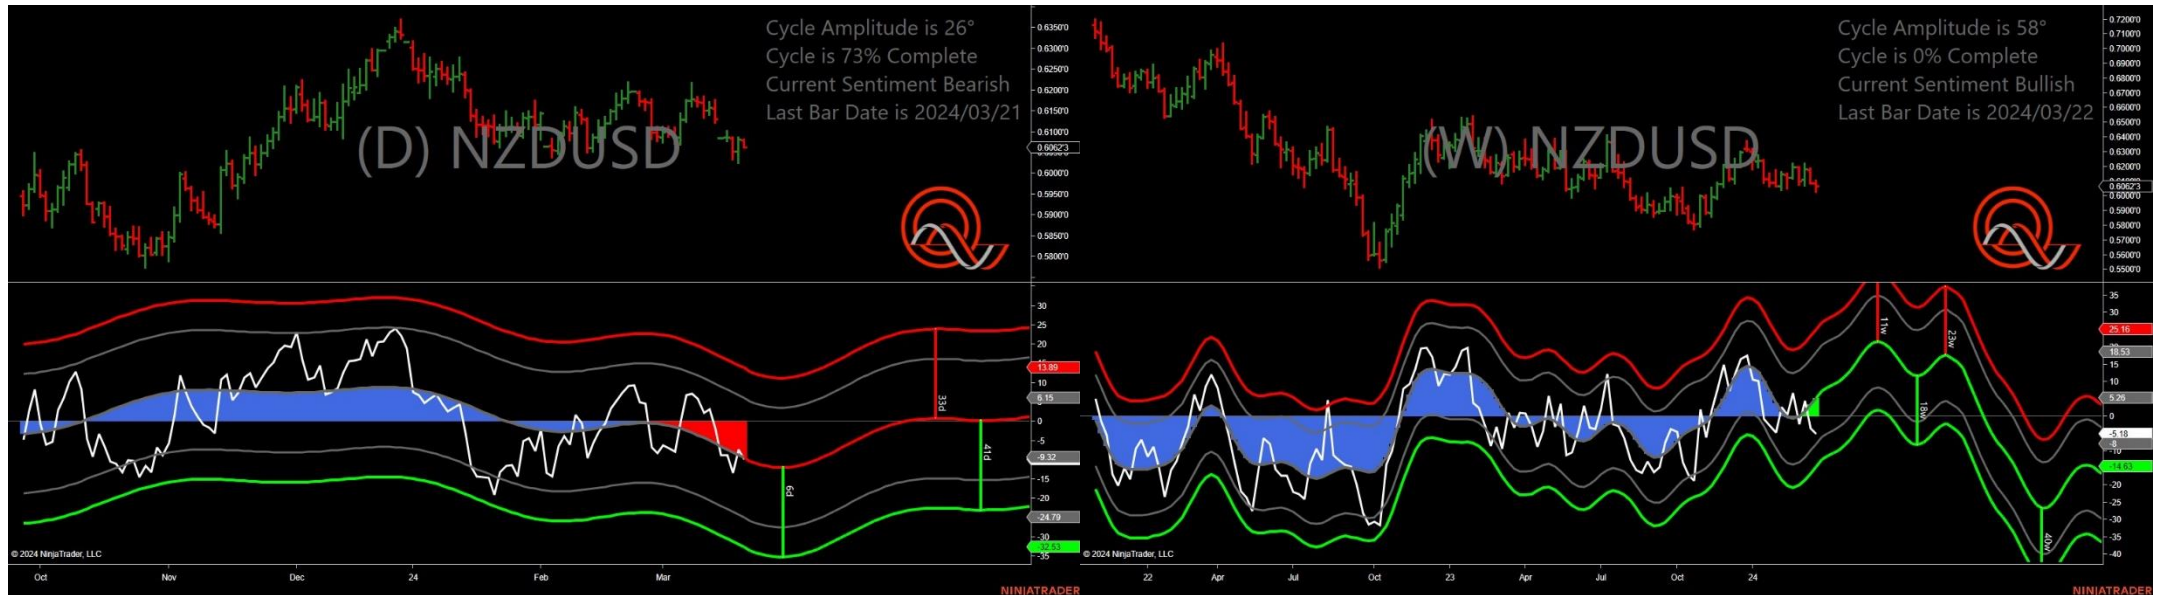 Cycle Amplitude is 26°
Cycle is 73% Complete
Current Sentiment Bearish
Last Bar Date is 2024/03/21
(D) NZDUSD
0.6350'0
0.6300'0
0.6250'0
0.6200'0
0.6150'0
0.6100'0
0.6062'3
0.6000'0
0.5950'0
0.5900'0
0.5850'0
0.5800'0
30
25
13.89
10
6.15
0
-5
-9.32
-15
-20
-24.79
-30
-32.53
-35
33d
41d
6d
© 2024 NinjaTrader, LLC
Oct
Nov
Dec
24
Feb
Mar
NINJATRADER
Cycle Amplitude is 58°
Cycle is 0% Complete
Current Sentiment Bullish
Last Bar Date is 2024/03/22
(W) NZDUSD
0.7200'0
0.7100'0
0.7000'0
0.6900'0
0.6800'0
0.6700'0
0.6600'0
0.6500'0
0.6400'0
0.6300'0
0.6200'0
0.6062'3
0.6000'0
0.5900'0
0.5800'0
0.5700'0
0.5600'0
0.5500'0
35
30
25.16
18.53
15
10
5.26
0
-5.18
-10
-14.63
-20
-25
-30
-35
-40
11w
23w
18w
40w
© 2024 NinjaTrader, LLC
22
Apr
Jul
Oct
23
Apr
Jul
Oct
24
NINJATRADER